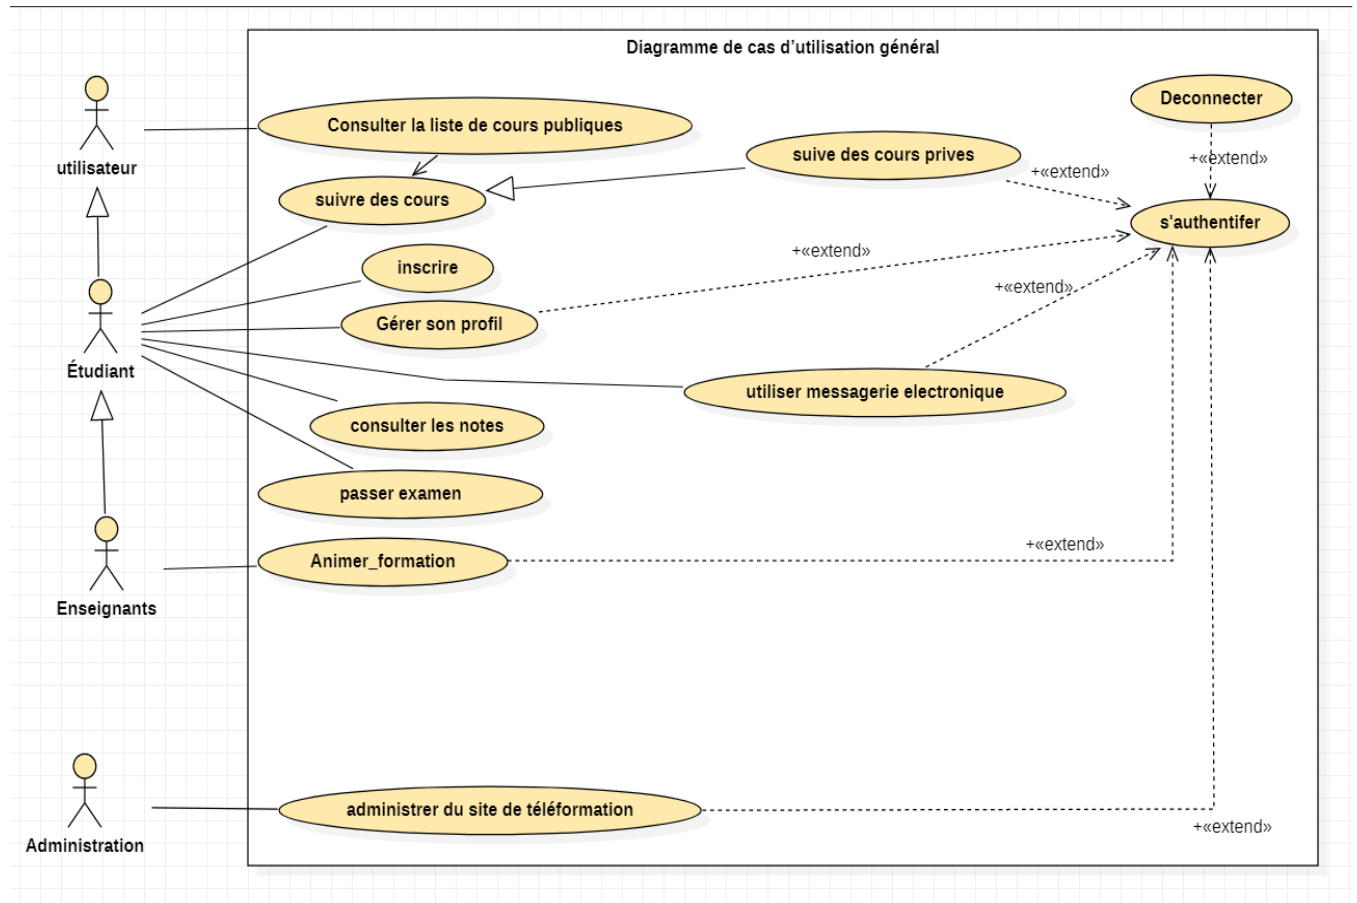 Diagramme de cas d'utilisation général
Deconnecter
Consulter la liste de cours publiques
suive des cours prives
+«extend»
utilisateur
+«extend»
suivre des cours
s'authentifer
+«extend»
inscrire
+«extend»
Gérer son profil
Étudiant
utiliser messagerie electronique
consulter les notes
passer examen
+«extend»
Animer_formation
Enseignants
administrer du site de téléformation
+«extend»
Administration